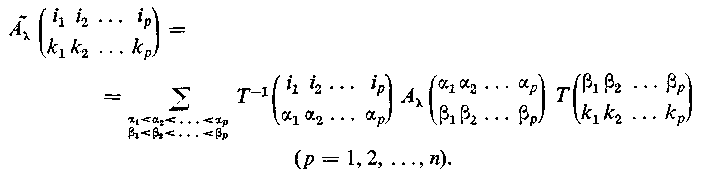 $\tilde{A}_{\lambda} \begin{pmatrix} i_1 & i_2 & \dots & i_p \\ k_1 & k_2 & \dots & k_p \end{pmatrix} =$
$= \sum_{\substack{\alpha_1 < \alpha_2 < \dots < \alpha_p \\ \beta_1 < \beta_2 < \dots < \beta_p}} T^{-1} \begin{pmatrix} i_1 & i_2 & \dots & i_p \\ \alpha_1 & \alpha_2 & \dots & \alpha_p \end{pmatrix} A_{\lambda} \begin{pmatrix} \alpha_1 & \alpha_2 & \dots & \alpha_p \\ \beta_1 & \beta_2 & \dots & \beta_p \end{pmatrix} T \begin{pmatrix} \beta_1 & \beta_2 & \dots & \beta_p \\ k_1 & k_2 & \dots & k_p \end{pmatrix}$
$(p = 1, 2, \dots, n).$